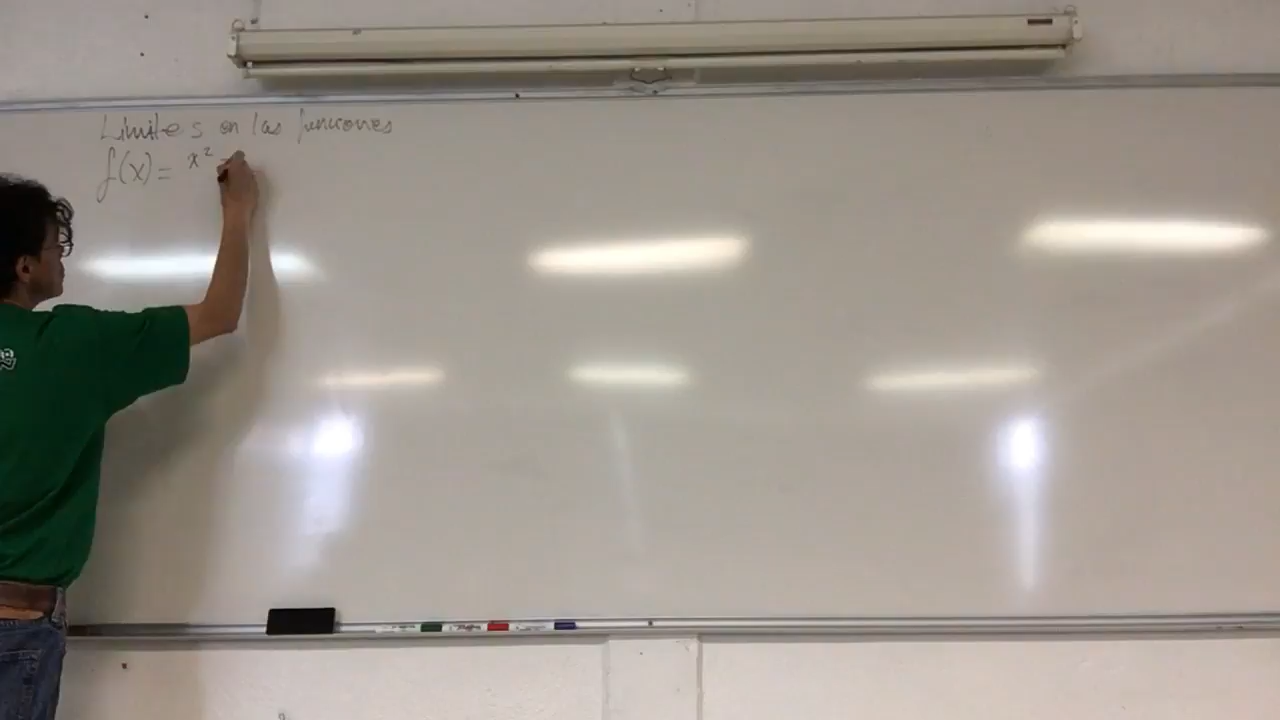 Limites en las funciones
f(x) = x²